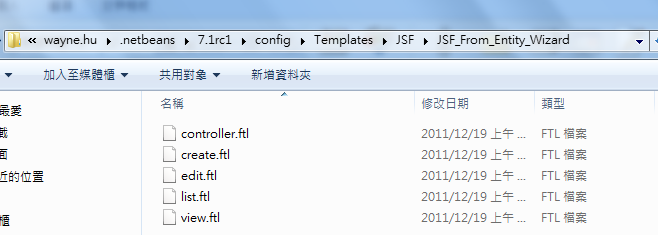 « wayne.hu ▸ .netbeans ▸ 7.1rc1 ▸ config ▸ Templates ▸ JSF ▸ JSF_From_Entity_Wizard
加入至媒體櫃 共用對象 新增資料夾
名稱 修改日期 類型
最愛
載
面
近的位置
櫃
controller.ftl 2011/12/19 上午 ... FTL 檔案
create.ftl 2011/12/19 上午 ... FTL 檔案
edit.ftl 2011/12/19 上午 ... FTL 檔案
list.ftl 2011/12/19 上午 ... FTL 檔案
view.ftl 2011/12/19 上午 ... FTL 檔案